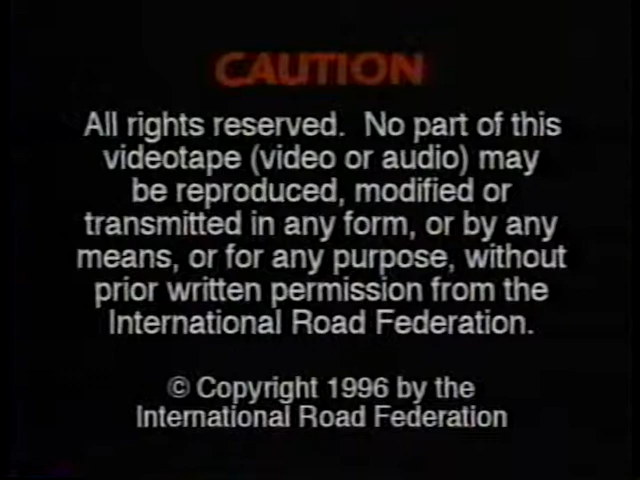 CAUTION
All rights reserved.  No part of this
videotape (video or audio) may
be reproduced, modified or
transmitted in any form, or by any
means, or for any purpose, without
prior written permission from the
International Road Federation.
© Copyright 1996 by the
International Road Federation